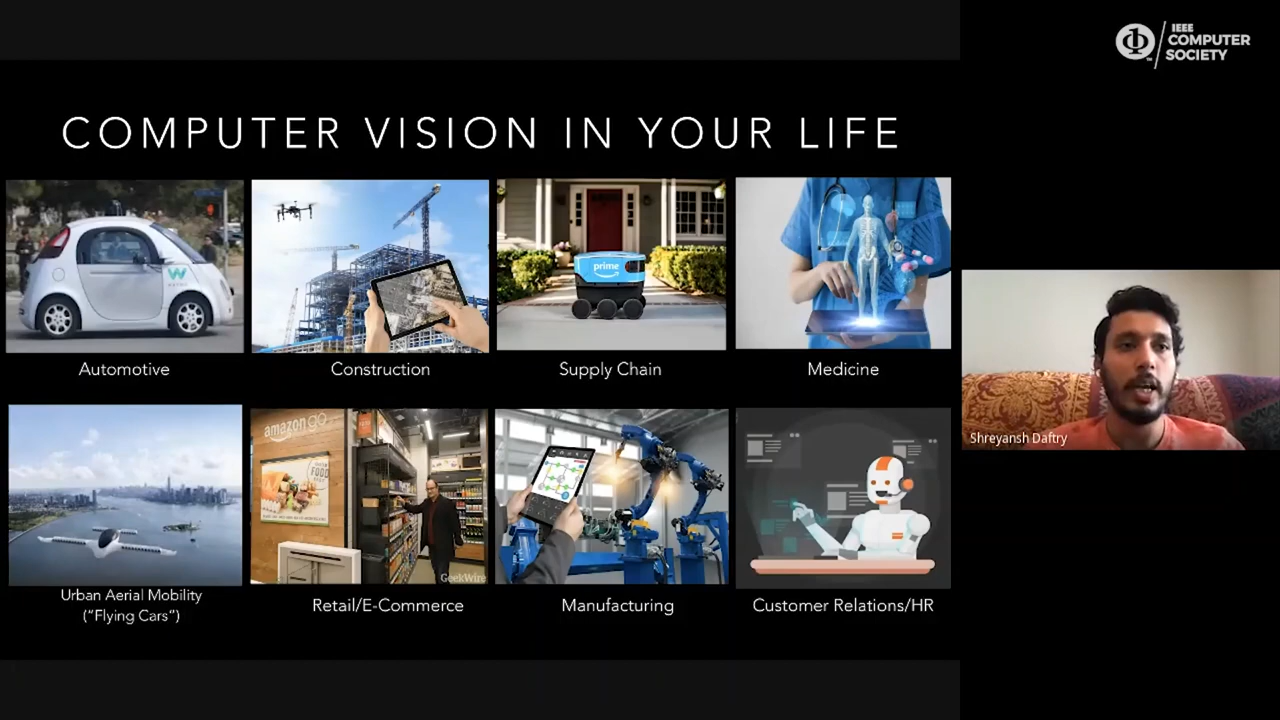 IEEE
COMPUTER
SOCIETY
COMPUTER VISION IN YOUR LIFE
prime
Automotive
Construction
Supply Chain
Medicine
Shreyansh Daftry
amazon go
FOOD
GeekWire
Urban Aerial Mobility
("Flying Cars")
Retail/E-Commerce
Manufacturing
Customer Relations/HR